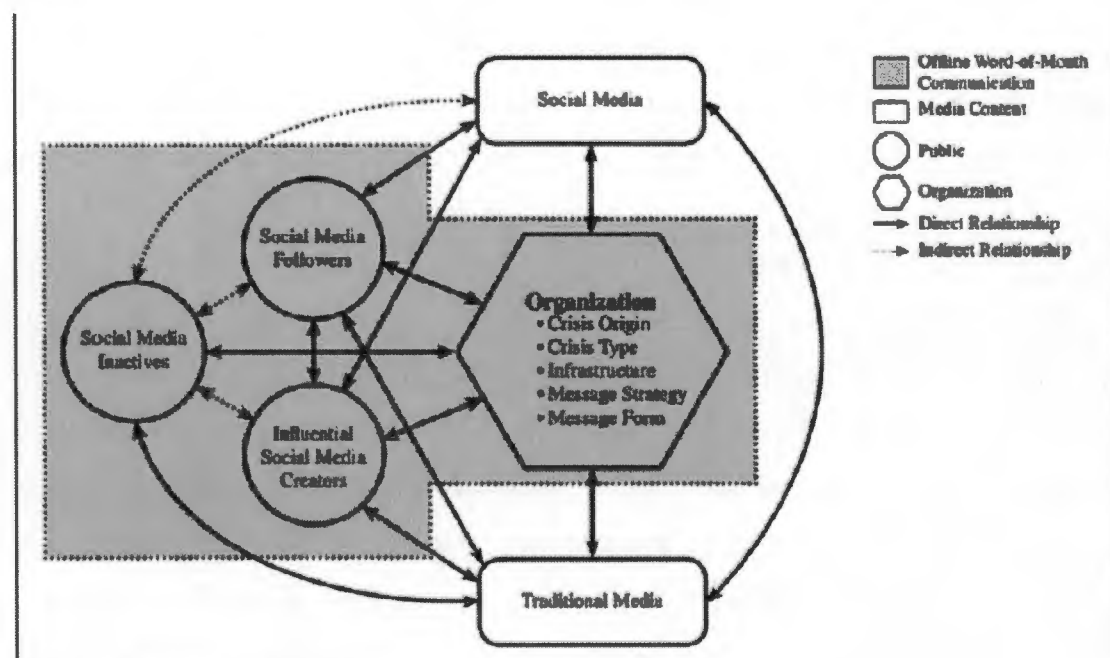 Social Media
Offline Word-of-Mouth
Communication
Media Content
Public
Organization
Direct Relationship
Indirect Relationship
Social Media
Followers
Social Media
Inactives
Influential
Social Media
Creators
Organization
• Crisis Origin
• Crisis Type
• Infrastructure
• Message Strategy
• Message Form
Traditional Media